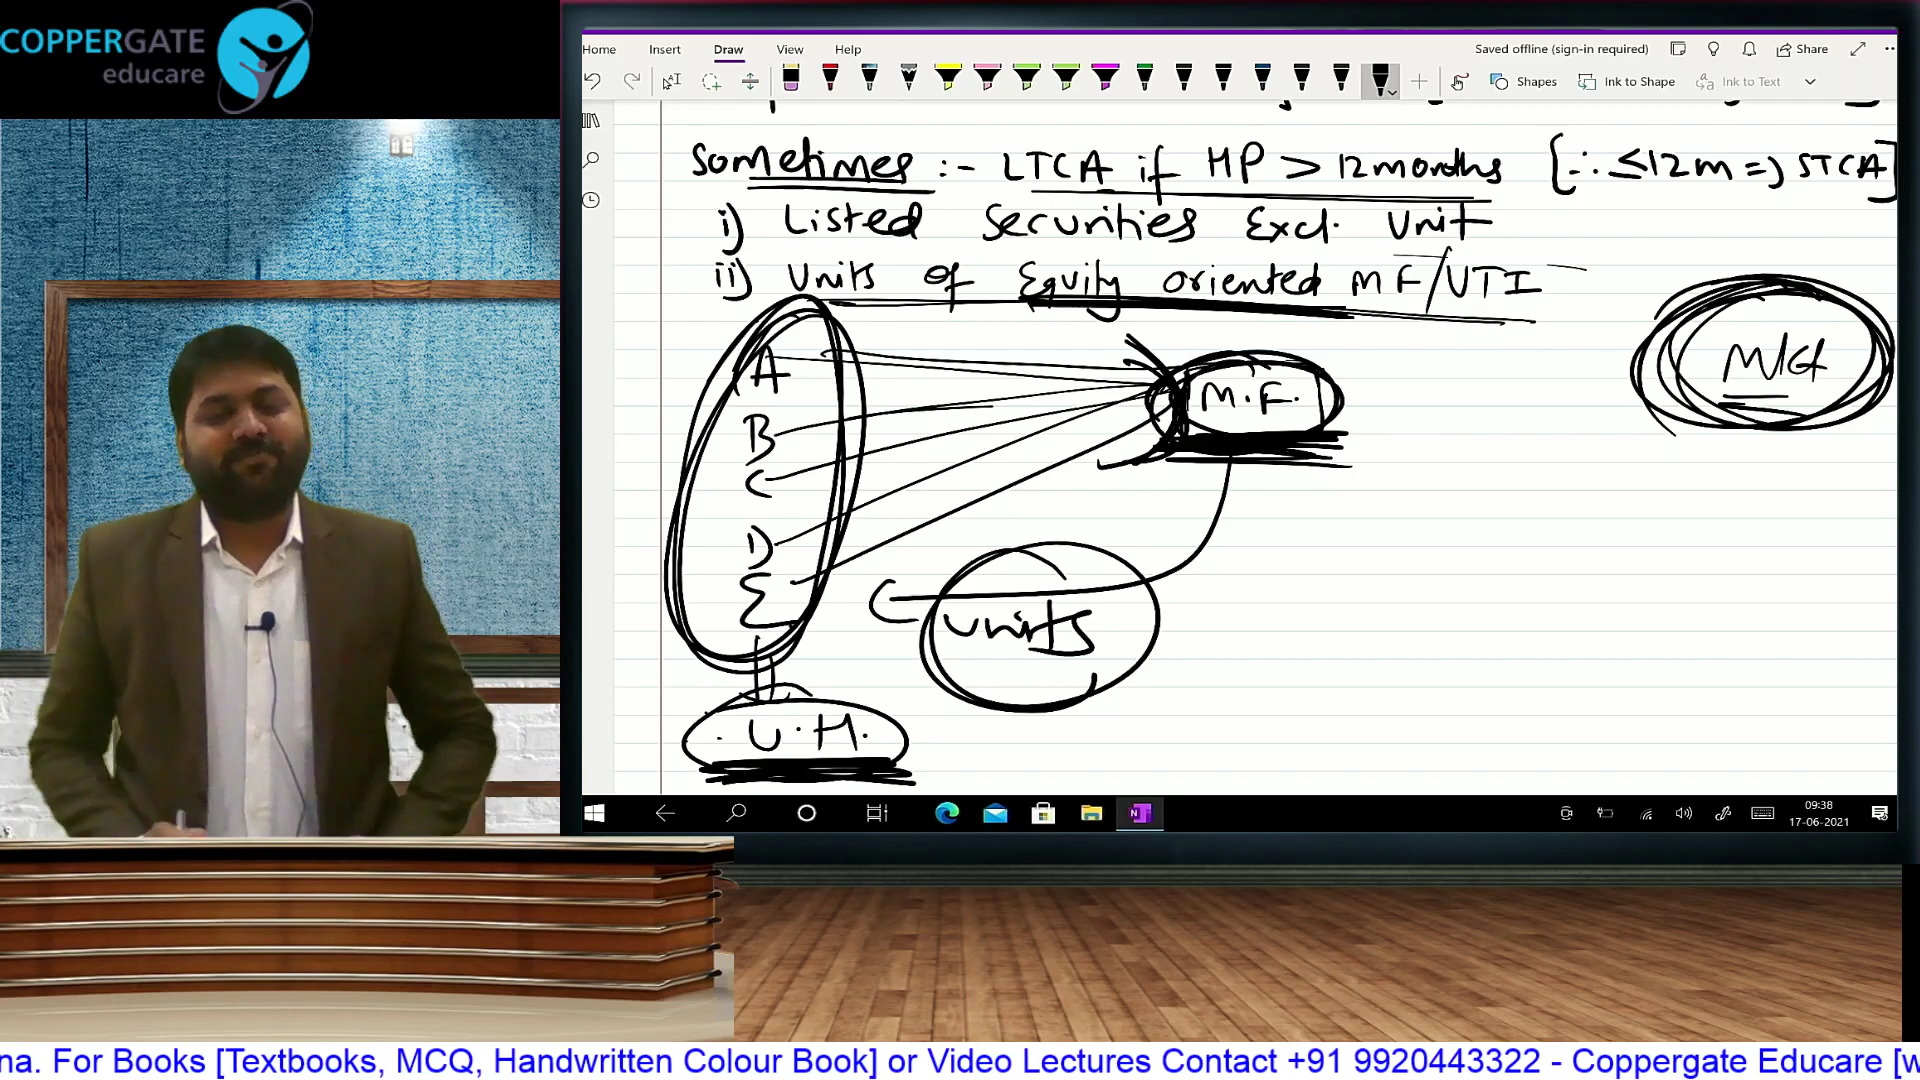 COPPERGATE
educare
Home Insert Draw View Help Saved offline (sign-in required) Share
Shapes Ink to Shape Ink to Text
Sometimes :- LTCA if HP > 12 months [∴ ≤12m => STCA]
i) Listed Securities Excl. Unit
ii) Units of Equity oriented MF/UTI
A
M.F.
B
C
D
E
Units
U.H.
09:38
17-06-2021
na. For Books [Textbooks, MCQ, Handwritten Colour Book] or Video Lectures Contact +91 9920443322 - Coppergate Educare [w